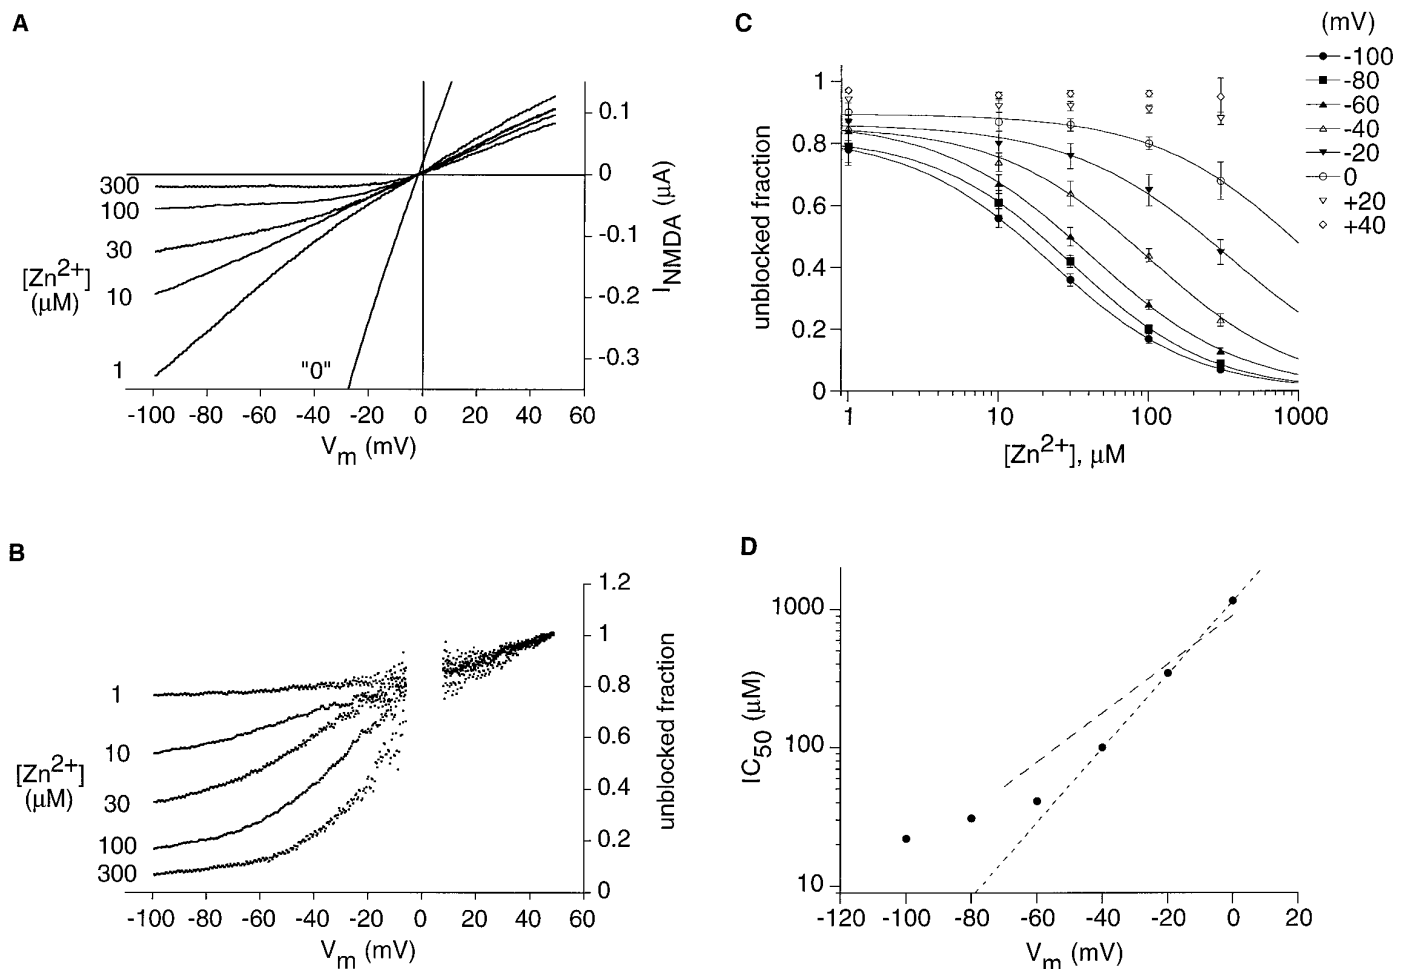 A
0.1
0
-0.1
-0.2
-0.3
I NMDA (μA)
300
100
30
10
1
[Zn2+]
(μM)
"0"
-100 -80 -60 -40 -20 0 20 40 60
Vm (mV)
B
1.2
1
0.8
0.6
0.4
0.2
0
unblocked fraction
1
10
30
100
300
[Zn2+]
(μM)
-100 -80 -60 -40 -20 0 20 40 60
Vm (mV)
C
1
0.8
0.6
0.4
0.2
0
unblocked fraction
1 10 100 1000
[Zn2+], μM
(mV)
-100
-80
-60
-40
-20
0
+20
+40
D
1000
100
10
IC50 (μM)
-120 -100 -80 -60 -40 -20 0 20
Vm (mV)